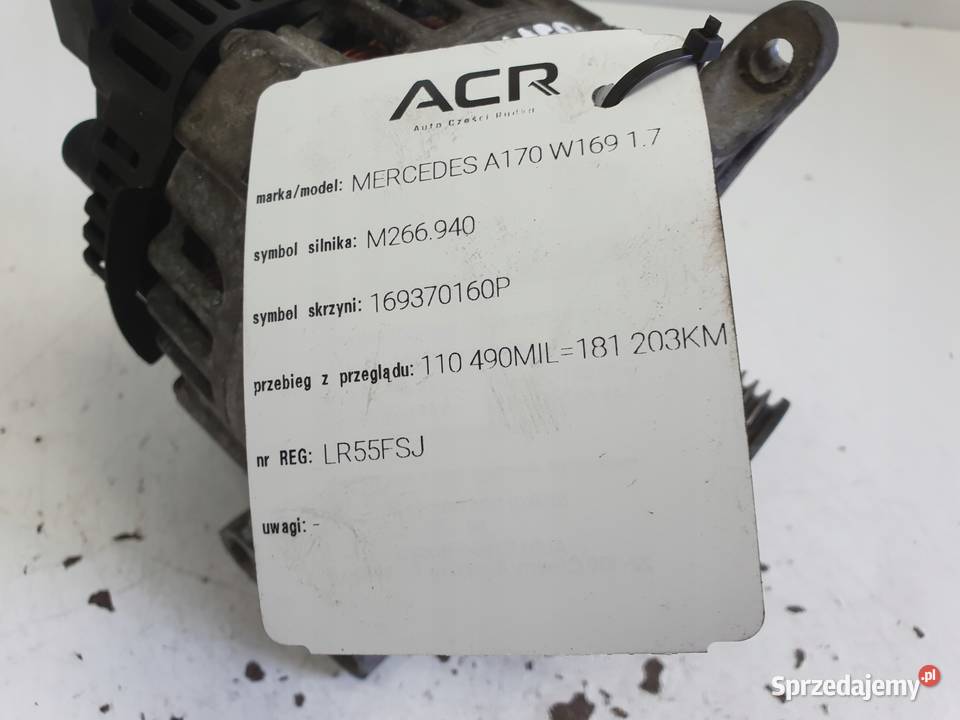 ACR
Auto Części Rudka
marka/model: MERCEDES A170 W169 1.7
symbol silnika: M266.940
symbol skrzyni: 169370160P
przebieg z przeglądu: 110 490MIL=181 203KM
nr REG: LR55FSJ
uwagi: -
Sprzedajemy.pl